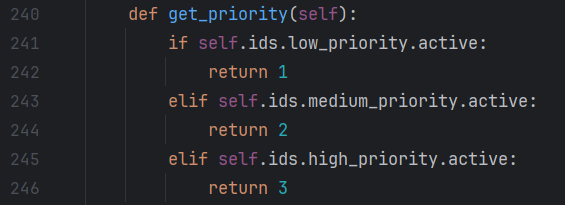 240 def get_priority(self):
241 if self.ids.low_priority.active:
242 return 1
243 elif self.ids.medium_priority.active:
244 return 2
245 elif self.ids.high_priority.active:
246 return 3